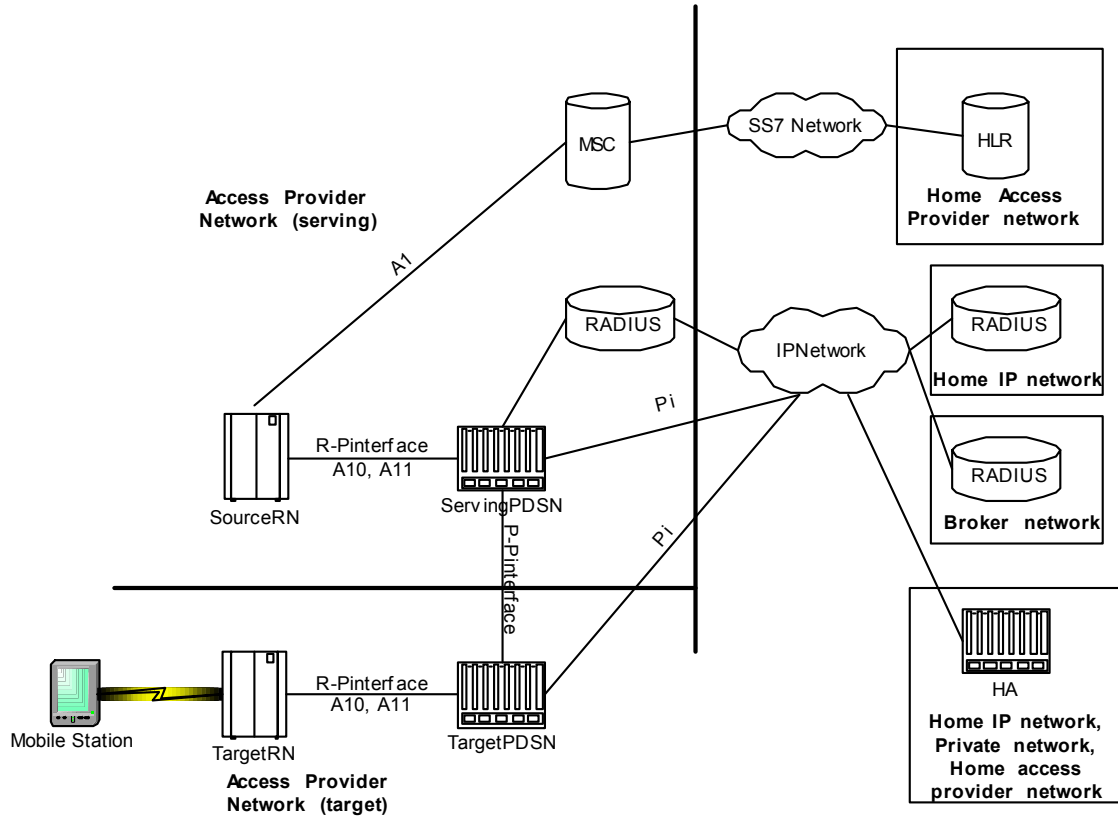 MSC
SS7 Network
HLR
Home Access
Provider network
Access Provider
Network (serving)
A1
RADIUS
IPNetwork
RADIUS
Home IP network
Pi
R-Pinterface
A10, A11
SourceRN
ServingPDSN
RADIUS
Broker network
Pi
P-Pinterface
Mobile Station
TargetRN
R-Pinterface
A10, A11
TargetPDSN
Access Provider
Network (target)
HA
Home IP network,
Private network,
Home access
provider network